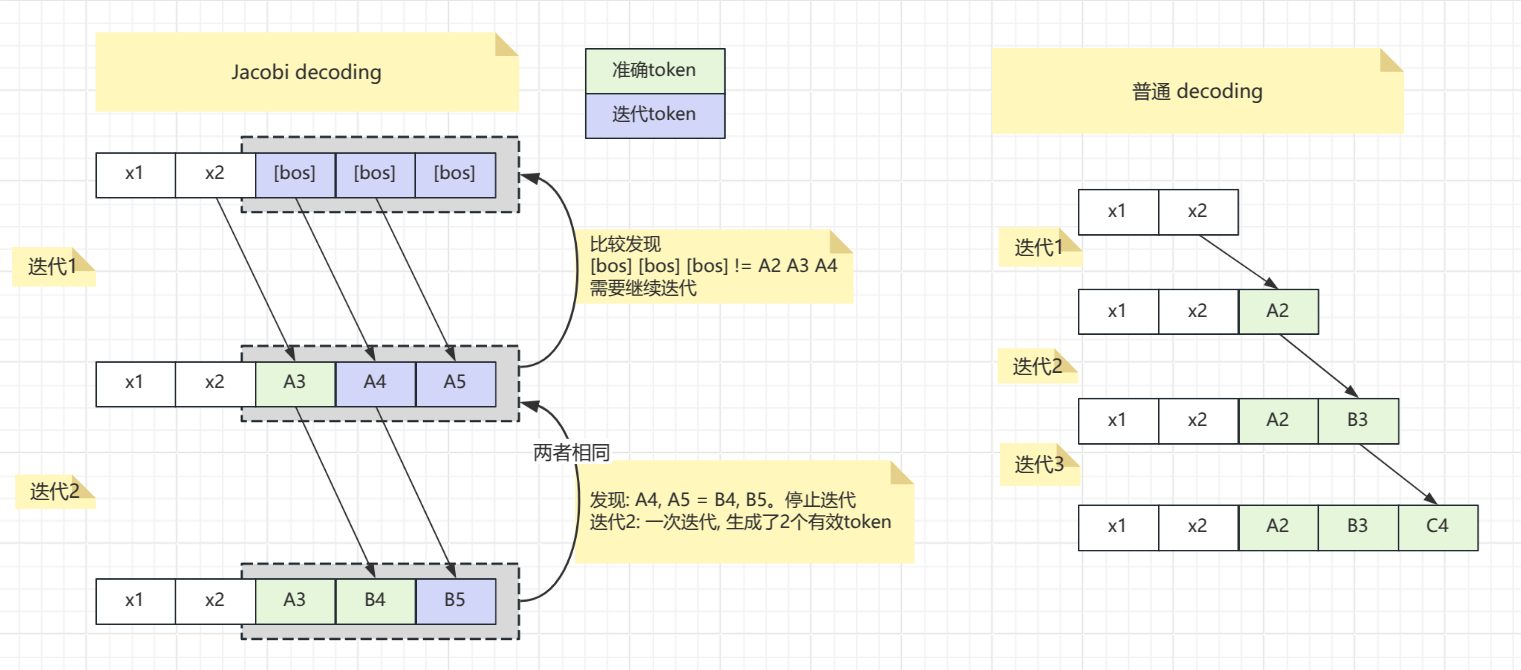 Jacobi decoding
准确token
迭代token
x1 x2 [bos] [bos] [bos]
迭代1
比较发现
[bos] [bos] [bos] != A2 A3 A4
需要继续迭代
x1 x2 A3 A4 A5
两者相同
迭代2
发现: A4, A5 = B4, B5。停止迭代
迭代2: 一次迭代, 生成了2个有效token
x1 x2 A3 B4 B5
普通 decoding
x1 x2
迭代1
x1 x2 A2
迭代2
x1 x2 A2 B3
迭代3
x1 x2 A2 B3 C4